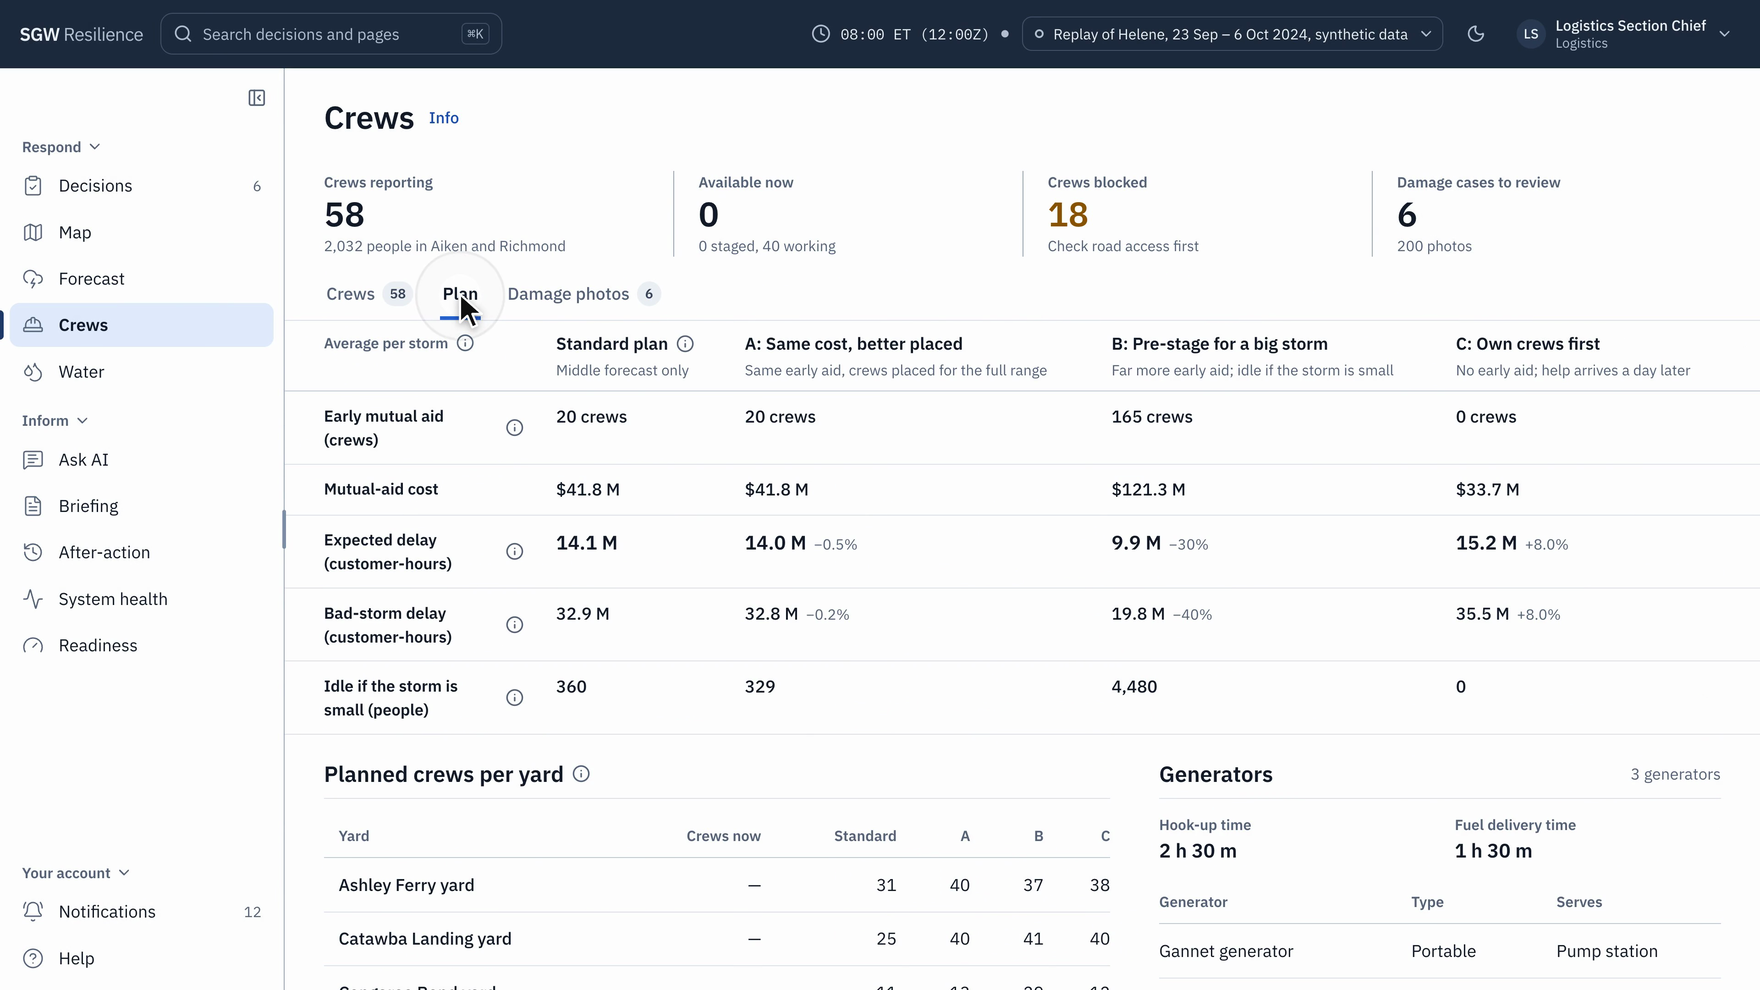 SGW Resilience
Search decisions and pages
⌘K
08:00 ET (12:00Z)
Replay of Helene, 23 Sep – 6 Oct 2024, synthetic data
LS
Logistics Section Chief
Logistics
Respond
Decisions 6
Map
Forecast
Crews
Water
Inform
Ask AI
Briefing
After-action
System health
Readiness
Your account
Notifications 12
Help
Crews Info
Crews reporting
58
2,032 people in Aiken and Richmond
Available now
0
0 staged, 40 working
Crews blocked
18
Check road access first
Damage cases to review
6
200 photos
Crews 58 Plan Damage photos 6
Average per storm
Standard plan
Middle forecast only
A: Same cost, better placed
Same early aid, crews placed for the full range
B: Pre-stage for a big storm
Far more early aid; idle if the storm is small
C: Own crews first
No early aid; help arrives a day later
Early mutual aid
(crews)
20 crews 20 crews 165 crews 0 crews
Mutual-aid cost $41.8 M $41.8 M $121.3 M $33.7 M
Expected delay
(customer-hours)
14.1 M 14.0 M −0.5% 9.9 M −30% 15.2 M +8.0%
Bad-storm delay
(customer-hours)
32.9 M 32.8 M −0.2% 19.8 M −40% 35.5 M +8.0%
Idle if the storm is
small (people)
360 329 4,480 0
Planned crews per yard
Yard Crews now Standard A B C
Ashley Ferry yard — 31 40 37 38
Catawba Landing yard — 25 40 41 40
Generators 3 generators
Hook-up time
2 h 30 m
Fuel delivery time
1 h 30 m
Generator Type Serves
Gannet generator Portable Pump station